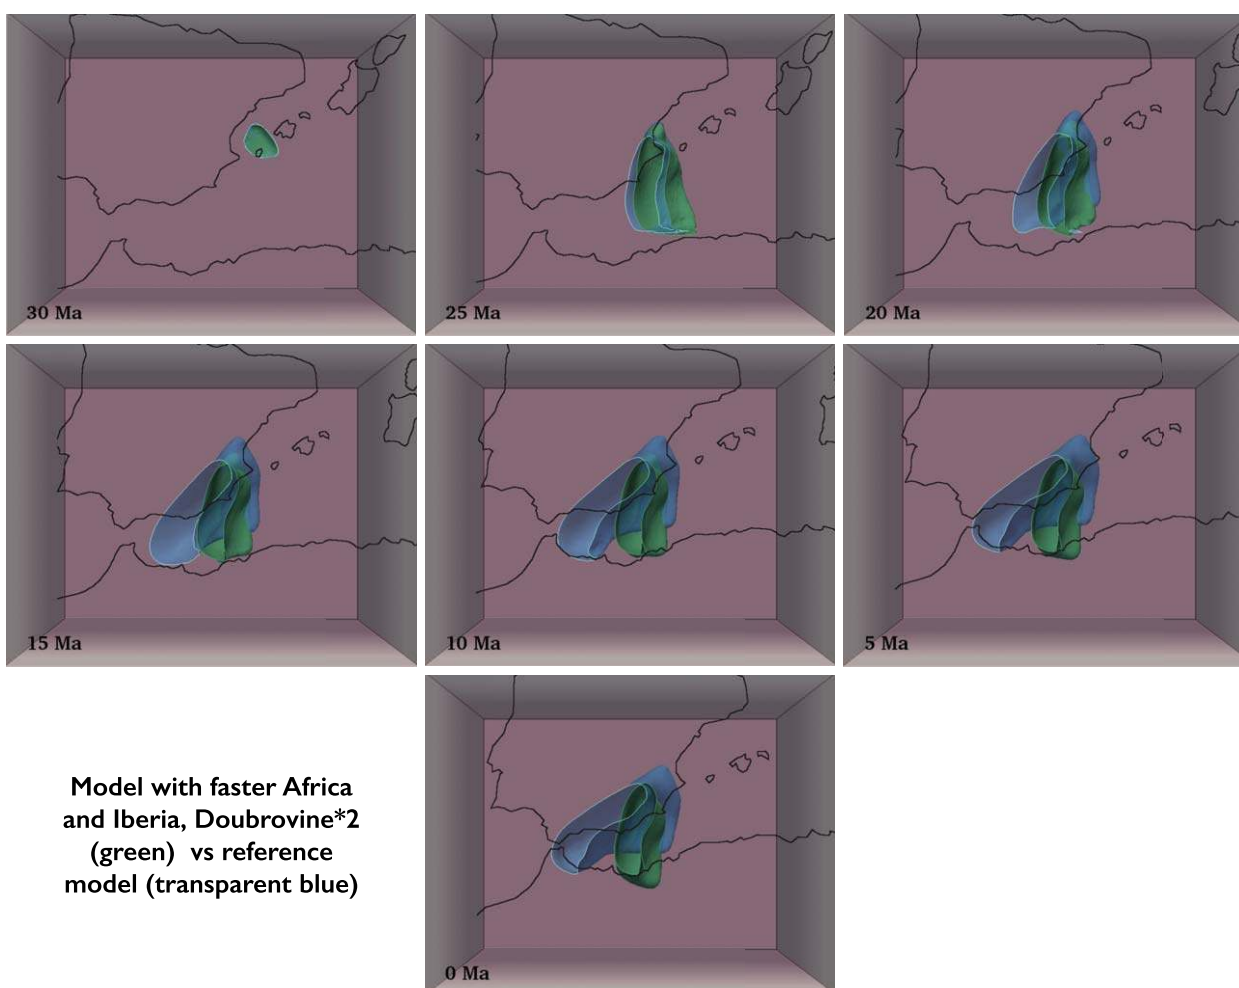 30 Ma
25 Ma
20 Ma
15 Ma
10 Ma
5 Ma
Model with faster Africa
and Iberia, Doubrovine*2
(green) vs reference
model (transparent blue)
0 Ma